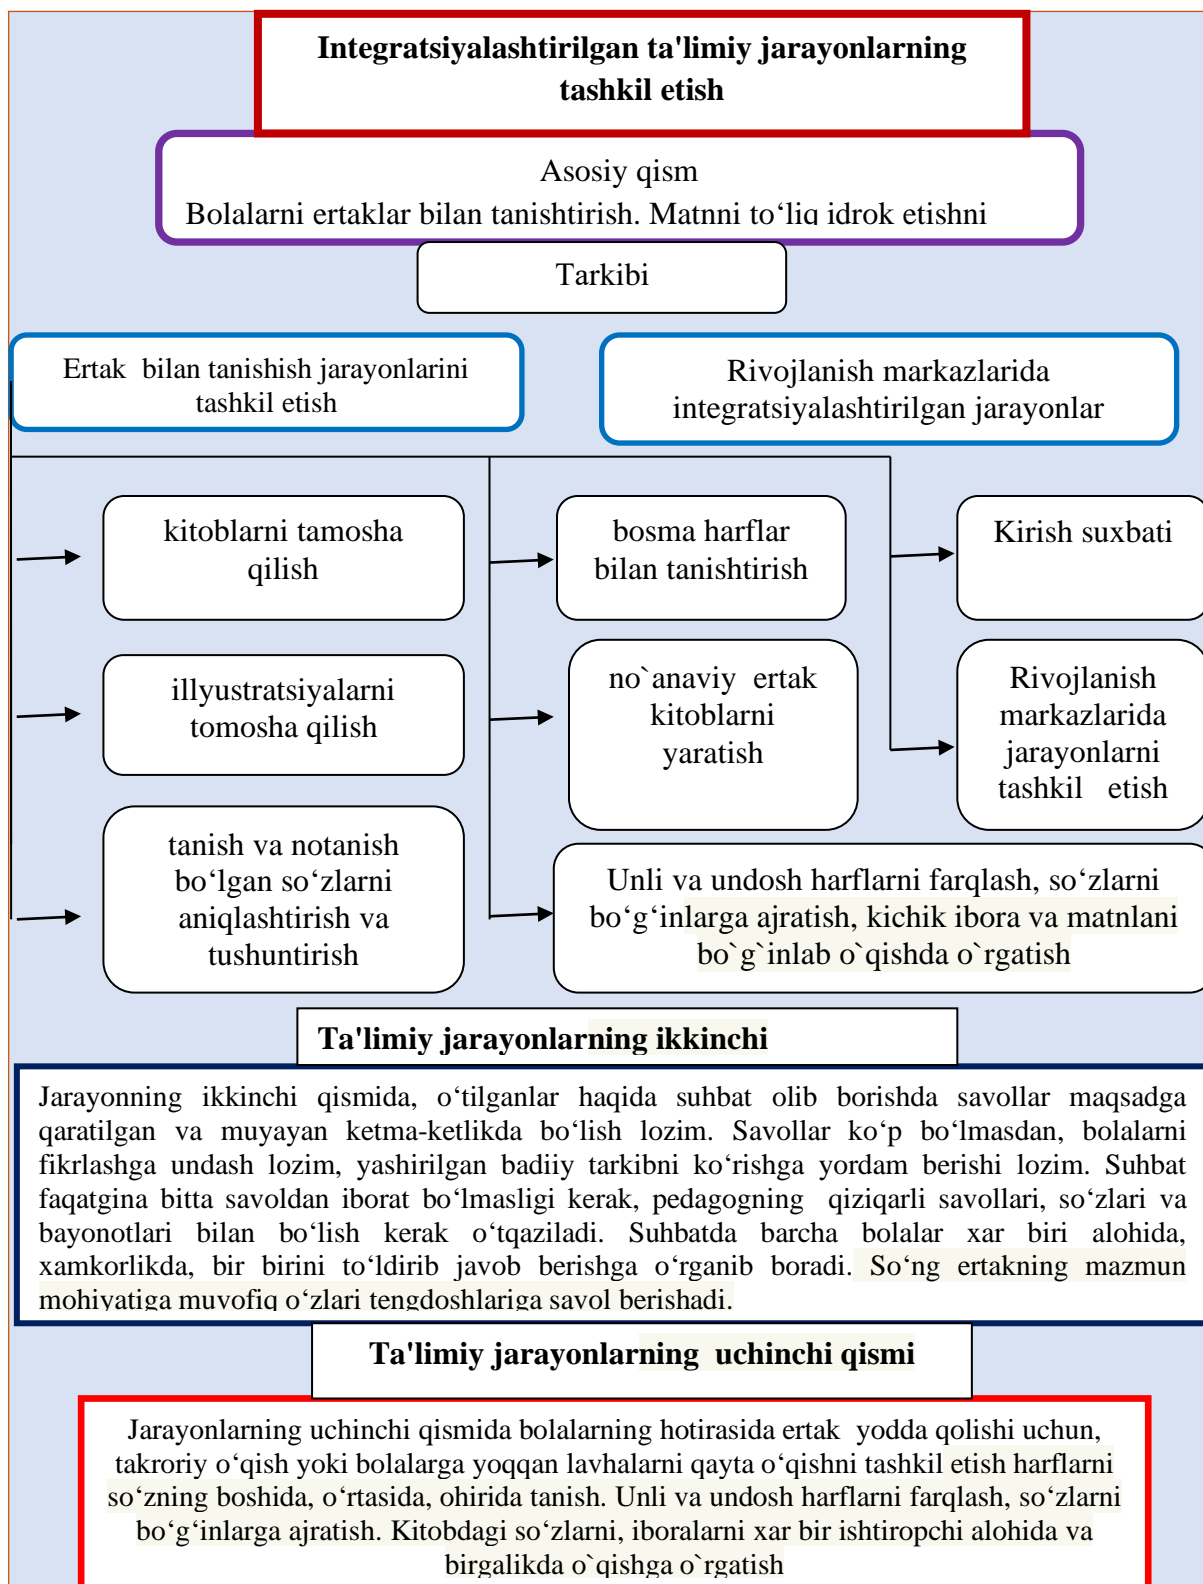 Integratsiyalashtirilgan ta'limiy jarayonlarning
tashkil etish
Asosiy qism
Bolalarni ertaklar bilan tanishtirish. Matnni to‘liq idrok etishni
Tarkibi
Ertak bilan tanishish jarayonlarini
tashkil etish
Rivojlanish markazlarida
integratsiyalashtirilgan jarayonlar
kitoblarni tamosha
qilish
bosma harflar
bilan tanishtirish
Kirish suxbati
illyustratsiyalarni
tomosha qilish
no`anaviy ertak
kitoblarni
yaratish
Rivojlanish
markazlarida
jarayonlarni
tashkil etish
tanish va notanish
bo‘lgan so‘zlarni
aniqlashtirish va
tushuntirish
Unli va undosh harflarni farqlash, so‘zlarni
bo‘g‘inlarga ajratish, kichik ibora va matnlani
bo`g`inlab o`qishda o`rgatish
Ta'limiy jarayonlarning ikkinchi
Jarayonning ikkinchi qismida, o‘tilganlar haqida suhbat olib borishda savollar maqsadga
qaratilgan va muyayan ketma-ketlikda bo‘lish lozim. Savollar ko‘p bo‘lmasdan, bolalarni
fikrlashga undash lozim, yashirilgan badiiy tarkibni ko‘rishga yordam berishi lozim. Suhbat
faqatgina bitta savoldan iborat bo‘lmasligi kerak, pedagogning qiziqarli savollari, so‘zlari va
bayonotlari bilan bo‘lish kerak o‘tqaziladi. Suhbatda barcha bolalar xar biri alohida,
xamkorlikda, bir birini to‘ldirib javob berishga o‘rganib boradi. So‘ng ertakning mazmun
mohiyatiga muvofiq o‘zlari tengdoshlariga savol berishadi.
Ta'limiy jarayonlarning uchinchi qismi
Jarayonlarning uchinchi qismida bolalarning hotirasida ertak yodda qolishi uchun,
takroriy o‘qish yoki bolalarga yoqqan lavhalarni qayta o‘qishni tashkil etish harflarni
so‘zning boshida, o‘rtasida, ohirida tanish. Unli va undosh harflarni farqlash, so‘zlarni
bo‘g‘inlarga ajratish. Kitobdagi so‘zlarni, iboralarni xar bir ishtiropchi alohida va
birgalikda o`qishga o‘rgatish